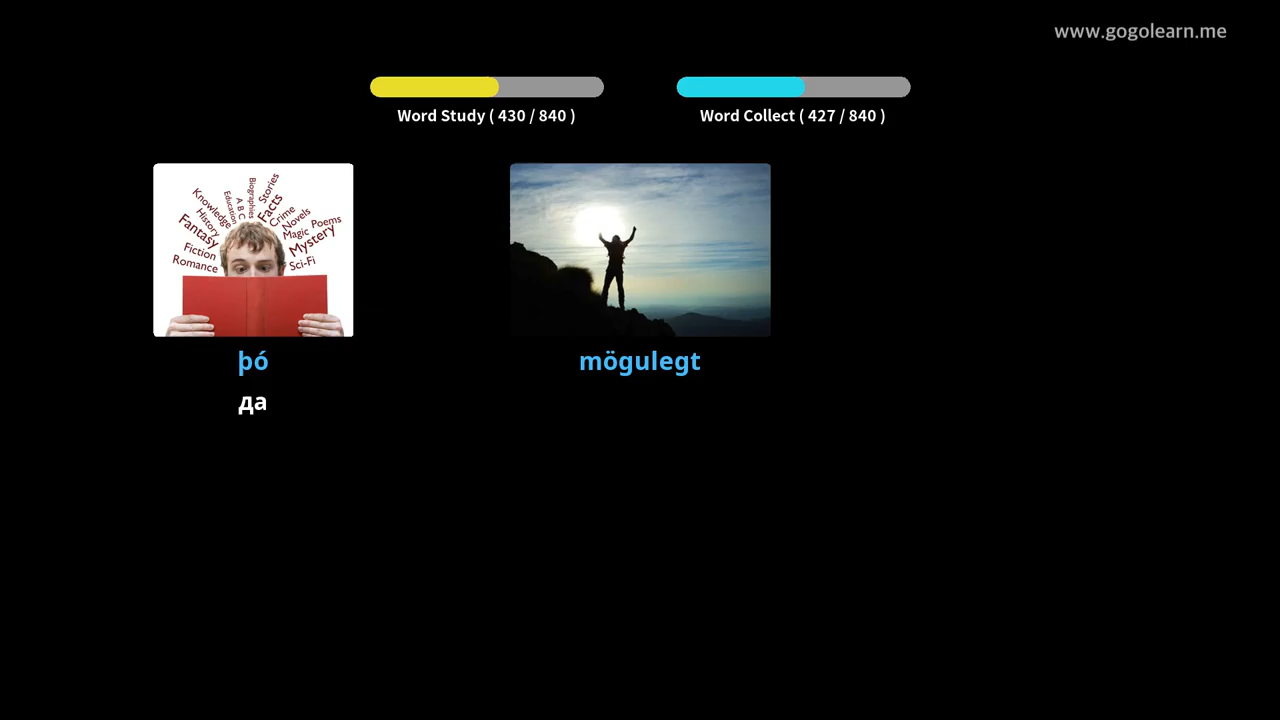 www.gogolearn.me
Word Study ( 430 / 840 )
Word Collect ( 427 / 840 )
Biographies
Stories
A B C
Education
Facts
Knowledge
Crime
History
Novels
Fantasy
Magic
Poems
Mystery
Fiction
Romance
Sci-Fi
þó
mögulegt
да